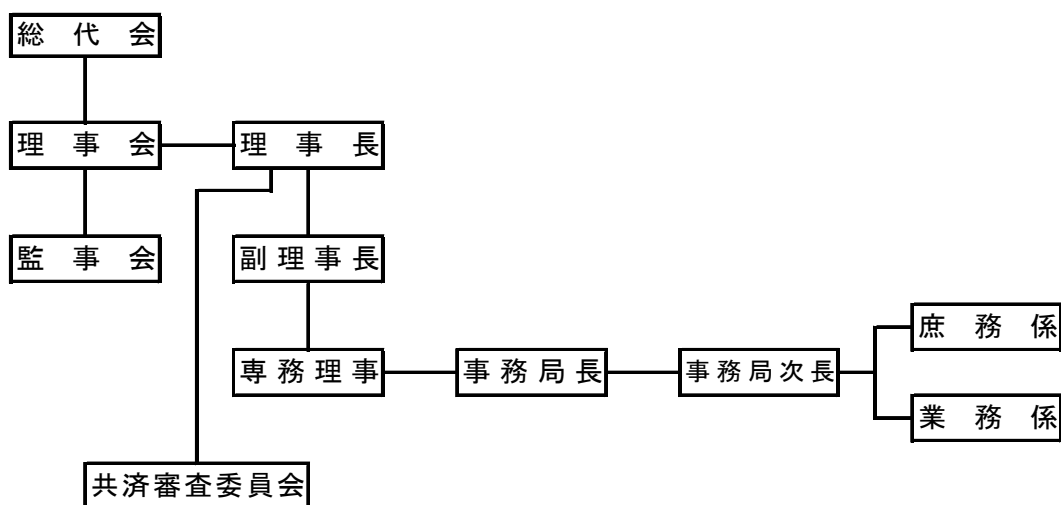 総代会
理事会
理事長
監事会
副理事長
庶務係
専務理事
事務局長
事務局次長
業務係
共済審査委員会